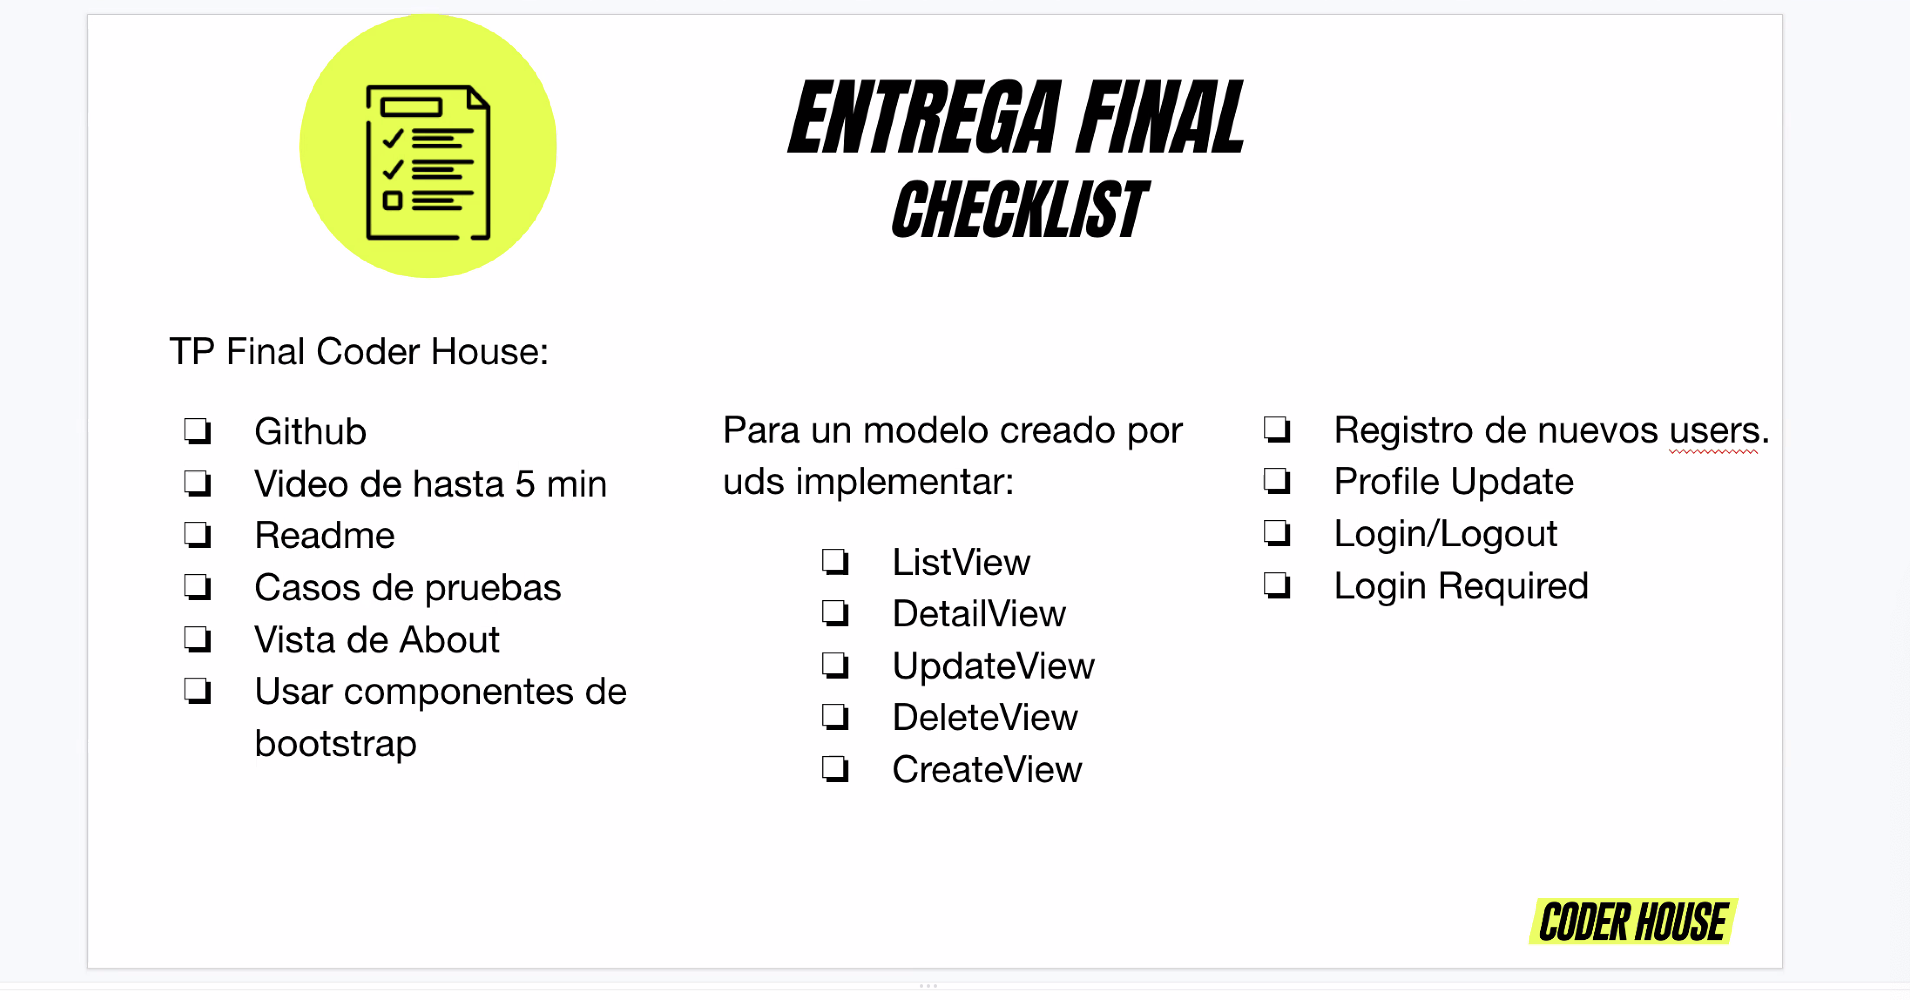 ENTREGA FINAL
CHECKLIST
TP Final Coder House:
Github
Video de hasta 5 min
Readme
Casos de pruebas
Vista de About
Usar componentes de
bootstrap
Para un modelo creado por
uds implementar:
ListView
DetailView
UpdateView
DeleteView
CreateView
Registro de nuevos users.
Profile Update
Login/Logout
Login Required
CODER HOUSE